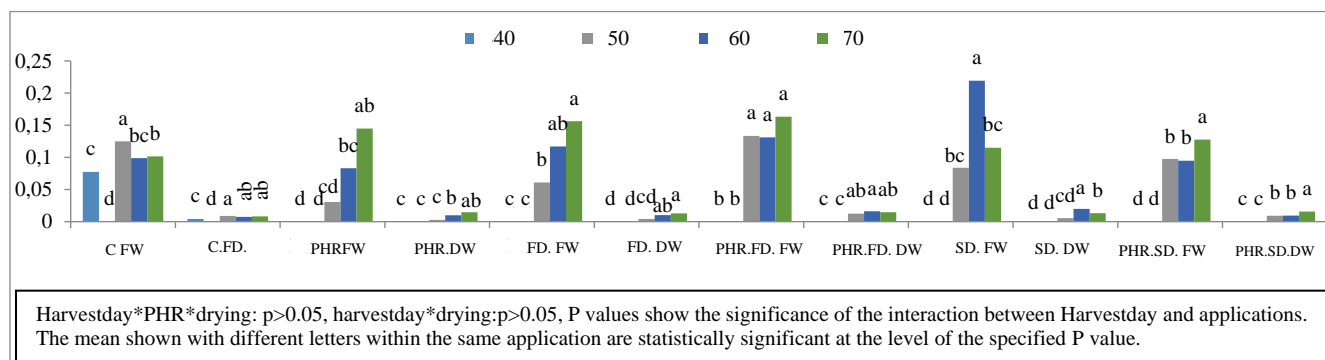 40 50 60 70
0,25
0,2
0,15
0,1
0,05
0
c d a bc b
c d a ab ab
d d cd bc ab
c c c b ab
c c b ab a
d d cd ab a
b b a a a
c c ab a ab
d d bc a bc
d d cd a b
d d b b a
c c b b a
C FW C.FD. PHRFW PHR.DW FD. FW FD. DW PHR.FD. FW PHR.FD. DW SD. FW SD. DW PHR.SD. FW PHR.SD.DW
Harvestday*PHR*drying: p>0.05, harvestday*drying:p>0.05, P values show the significance of the interaction between Harvestday and applications.
The mean shown with different letters within the same application are statistically significant at the level of the specified P value.